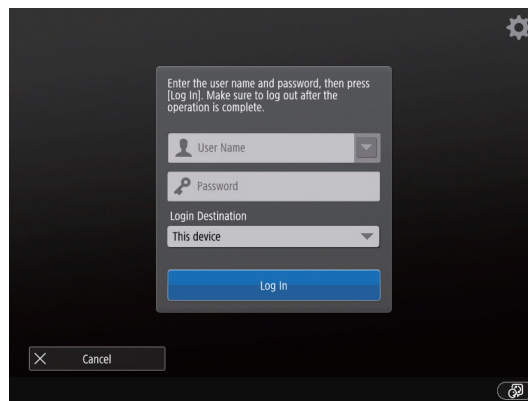 Enter the user name and password, then press
[Log In]. Make sure to log out after the
operation is complete.
User Name
Password
Login Destination
This device
Log In
Cancel